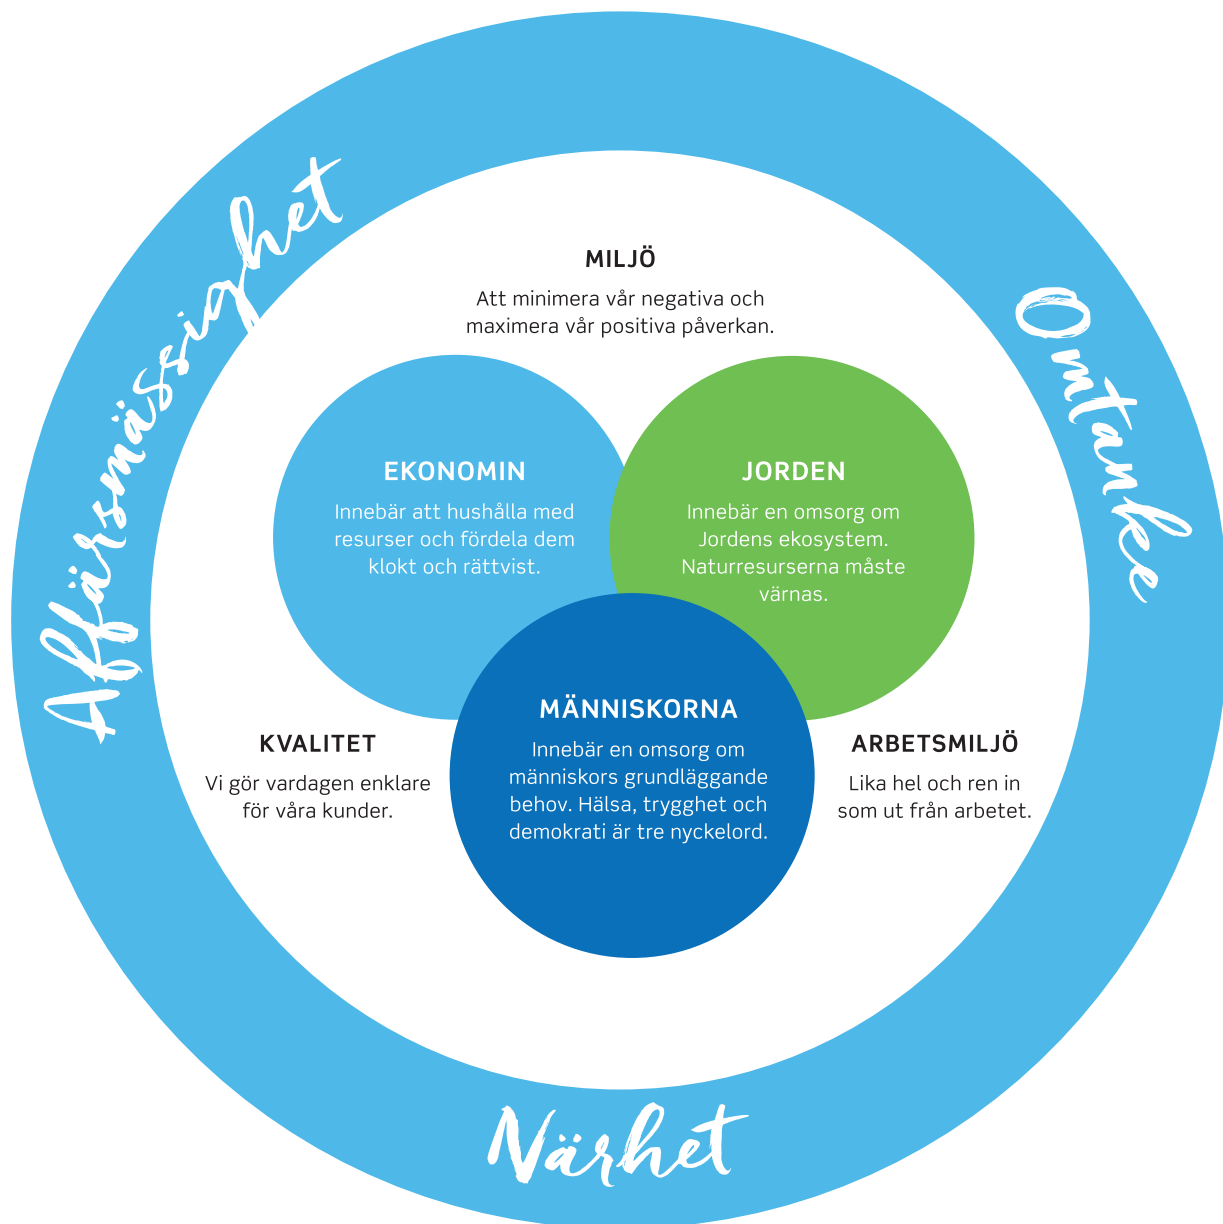 Affärsmässighet
Omtanke
MILJÖ
Att minimera vår negativa och
maximera vår positiva påverkan.
EKONOMIN
Innebär att hushålla med
resurser och fördela dem
klokt och rättvist.
JORDEN
Innebär en omsorg om
Jordens ekosystem.
Naturresurserna måste
värnas.
MÄNNISKORNA
Innebär en omsorg om
människors grundläggande
behov. Hälsa, trygghet och
demokrati är tre nyckelord.
KVALITET
Vi gör vardagen enklare
för våra kunder.
ARBETSMILJÖ
Lika hel och ren in
som ut från arbetet.
Närhet